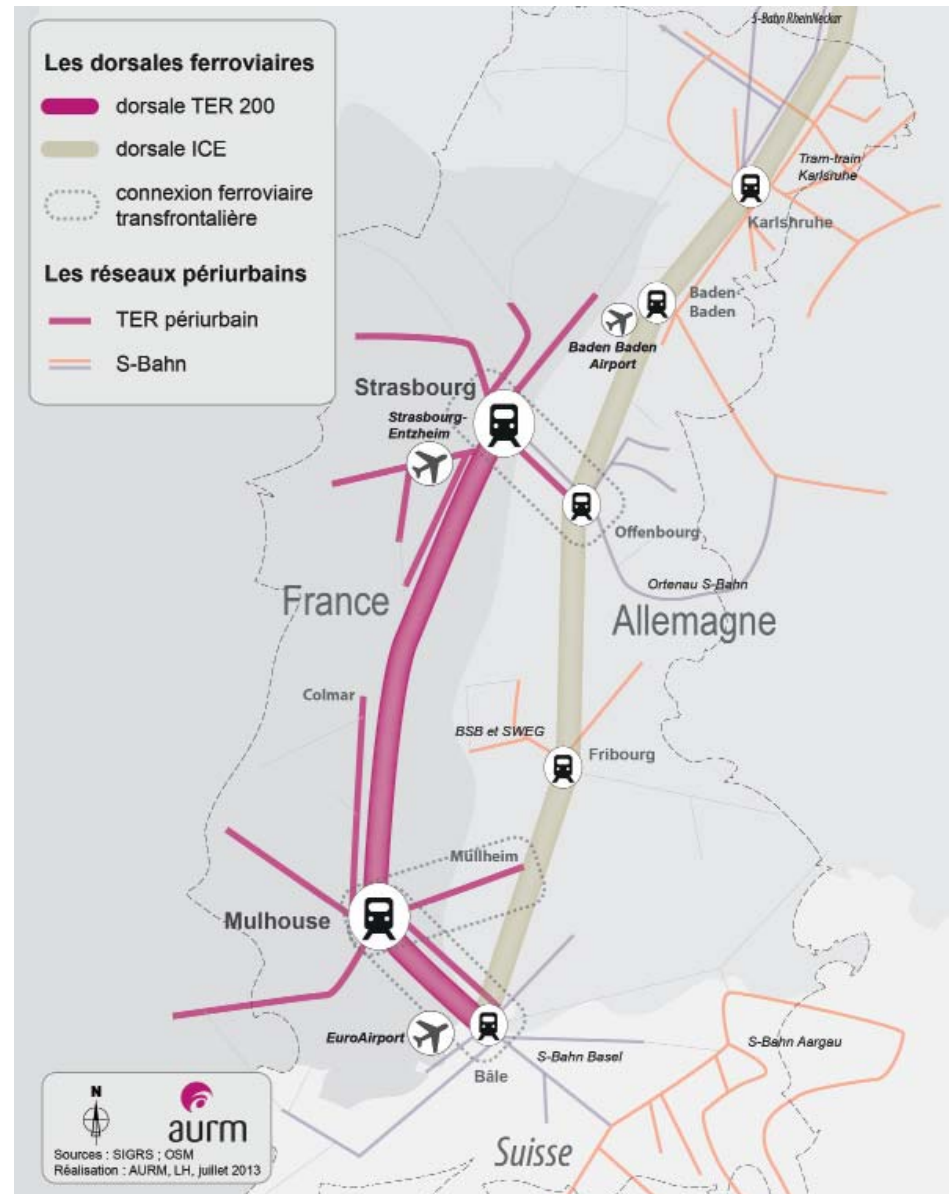 Les dorsales ferroviaires
dorsale TER 200
dorsale ICE
connexion ferroviaire
transfrontalière
Les réseaux périurbains
TER périurbain
S-Bahn
S-Bahn RheinNeckar
Tram-train
Karlsruhe
Karlsruhe
Baden-
Baden
Baden Baden
Airport
Strasbourg
Strasbourg-
Entzheim
Offenbourg
Ortenau S-Bahn
France
Allemagne
Colmar
BSB et SWEG
Fribourg
Müllheim
Mulhouse
EuroAirport
Bâle
S-Bahn Basel
S-Bahn Aargau
Suisse
N
aurm
Sources : SIGRS ; OSM
Réalisation : AURM, LH, juillet 2013